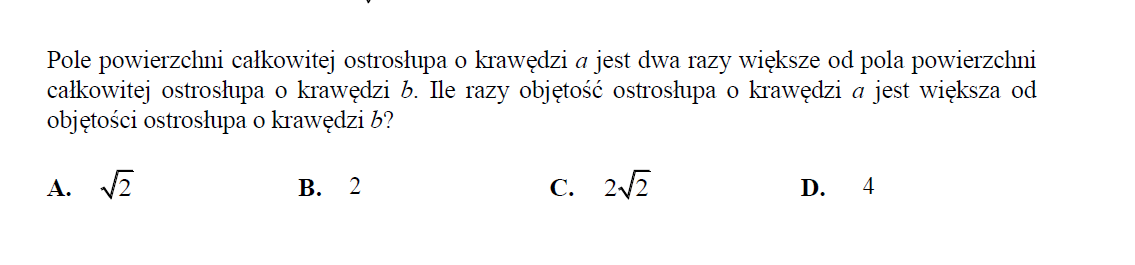 Pole powierzchni całkowitej ostrosłupa o krawędzi a jest dwa razy większe od pola powierzchni
całkowitej ostrosłupa o krawędzi b. Ile razy objętość ostrosłupa o krawędzi a jest większa od
objętości ostrosłupa o krawędzi b?
A. √2 B. 2 C. 2√2 D. 4